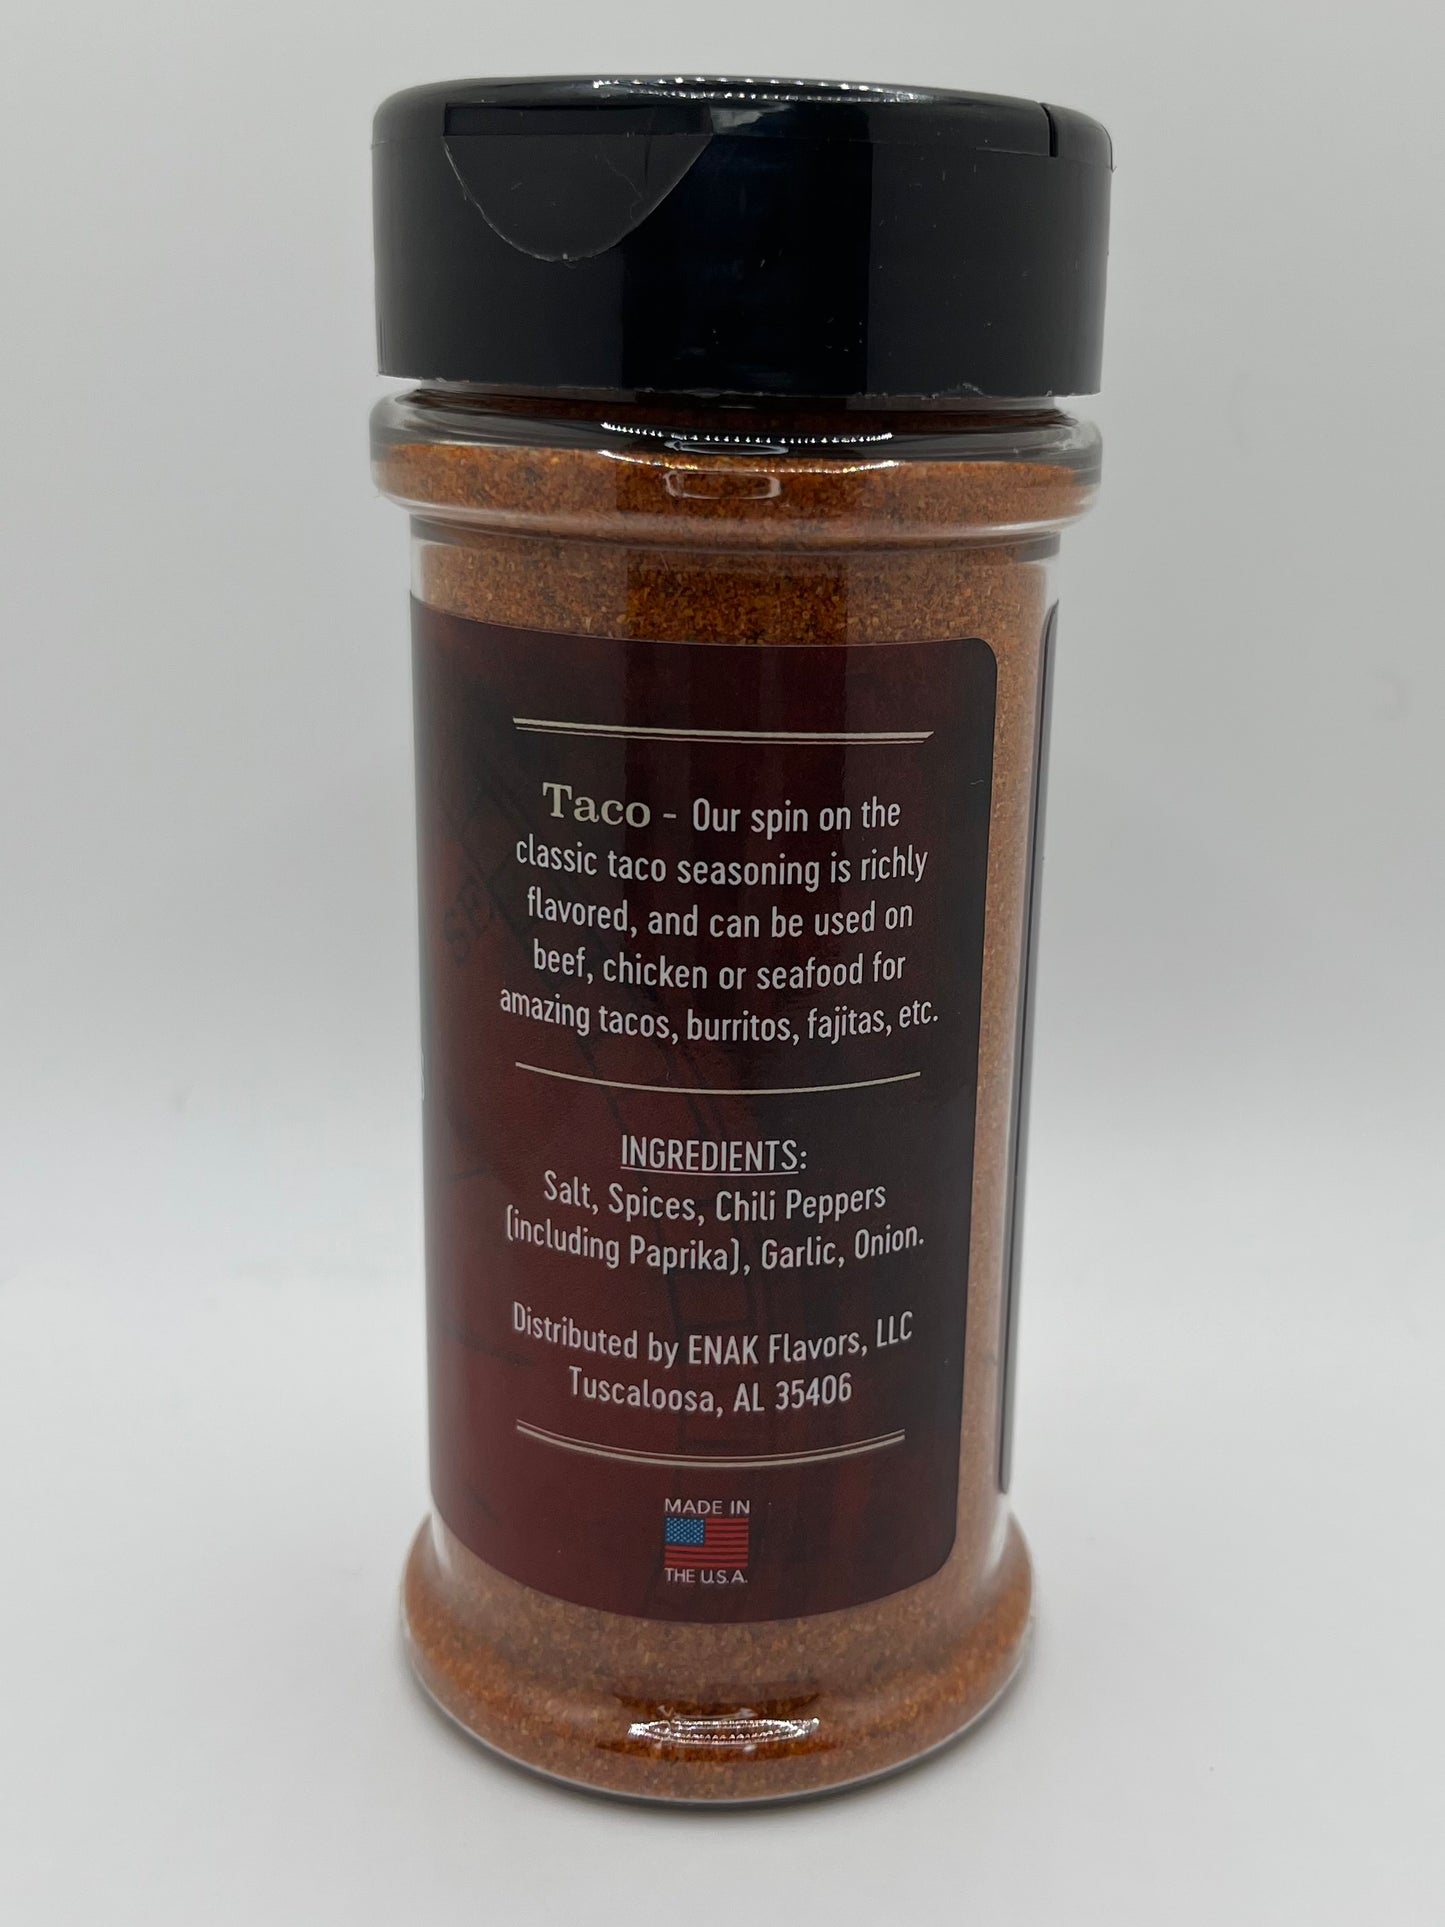 Taco - Our spin on the
classic taco seasoning is richly
flavored, and can be used on
beef, chicken or seafood for
amazing tacos, burritos, fajitas, etc.
INGREDIENTS:
Salt, Spices, Chili Peppers
(including Paprika), Garlic, Onion.
Distributed by ENAK Flavors, LLC
Tuscaloosa, AL 35406
MADE IN
THE U.S.A.